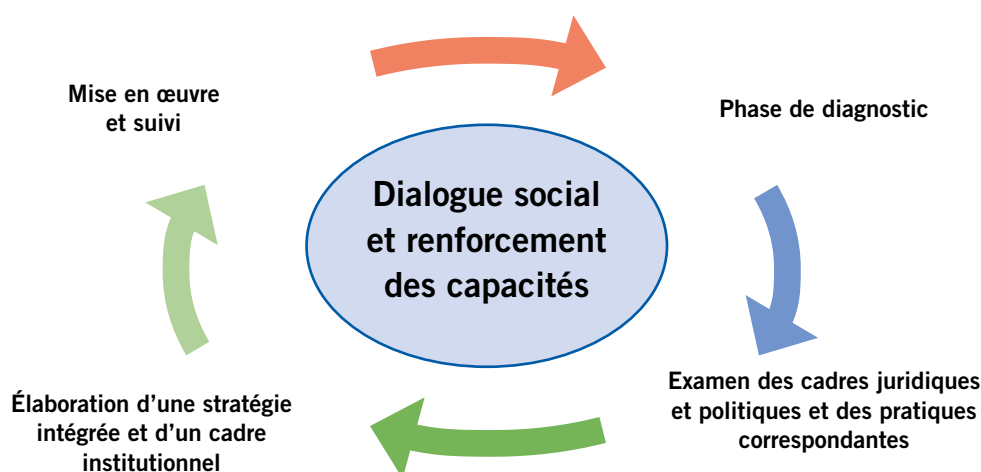 Mise en œuvre
et suivi
Phase de diagnostic
Dialogue social
et renforcement
des capacités
Examen des cadres juridiques
et politiques et des pratiques
correspondantes
Élaboration d’une stratégie
intégrée et d’un cadre
institutionnel